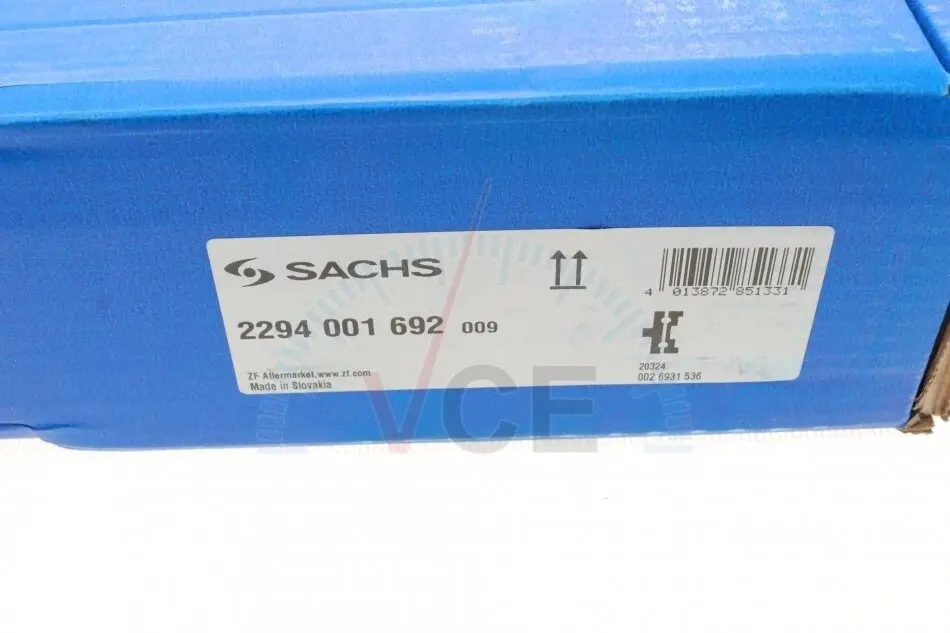 SACHS
4 013872 851331
2294 001 692 009
20324
ZF Aftermarket.www.zf.com
002 6931 536
Made in Slovakia
VCE